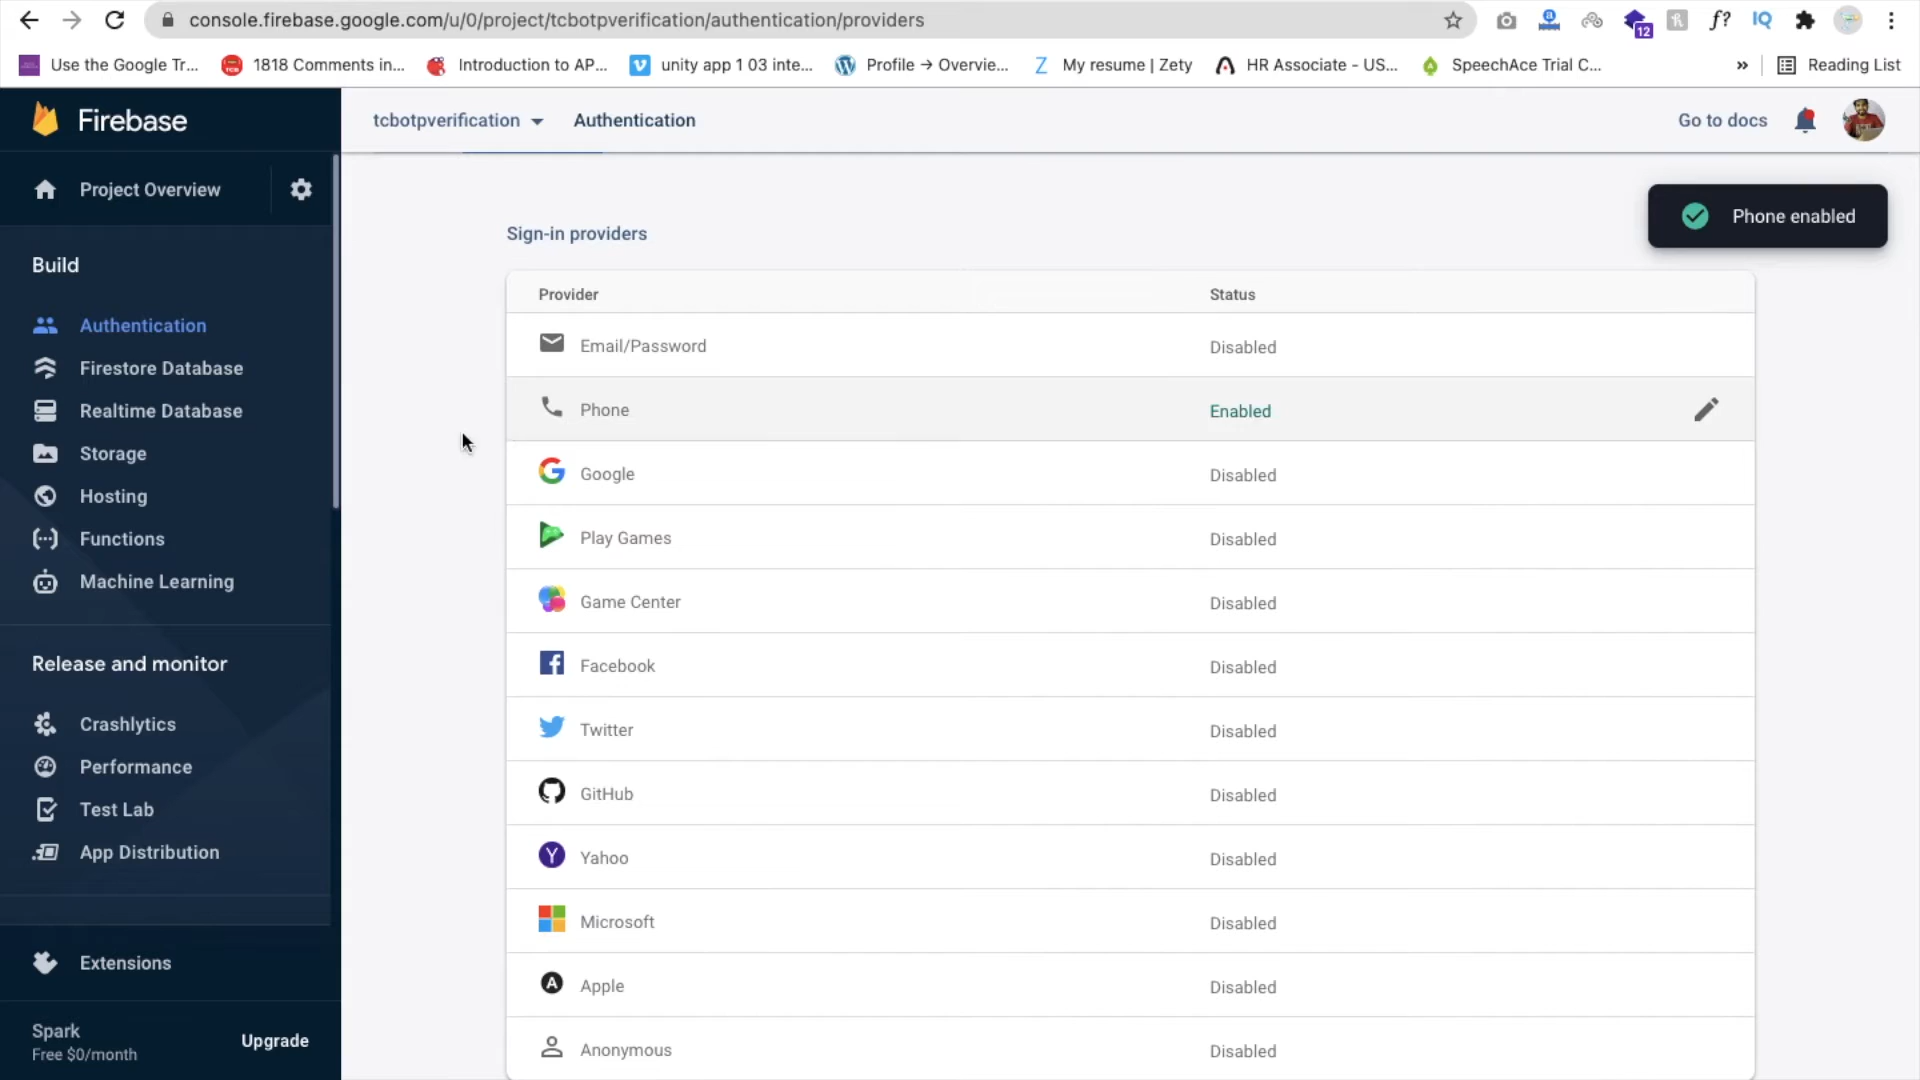 console.firebase.google.com/u/0/project/tcbotpverification/authentication/providers
12
f?
IQ
Use the Google Tr...
1818 Comments in...
Introduction to AP...
unity app 1 03 inte...
Profile → Overvie...
My resume | Zety
HR Associate - US...
SpeechAce Trial C...
»
Reading List
Firebase
tcbotpverification
Authentication
Go to docs
Project Overview
Phone enabled
Sign-in providers
Build
Provider Status
Authentication
Firestore Database
Realtime Database
Storage
Hosting
Functions
Machine Learning
Email/Password Disabled
Phone Enabled
Google Disabled
Play Games Disabled
Game Center Disabled
Facebook Disabled
Twitter Disabled
GitHub Disabled
Yahoo Disabled
Microsoft Disabled
Apple Disabled
Anonymous Disabled
Release and monitor
Crashlytics
Performance
Test Lab
App Distribution
Extensions
Spark
Free $0/month
Upgrade